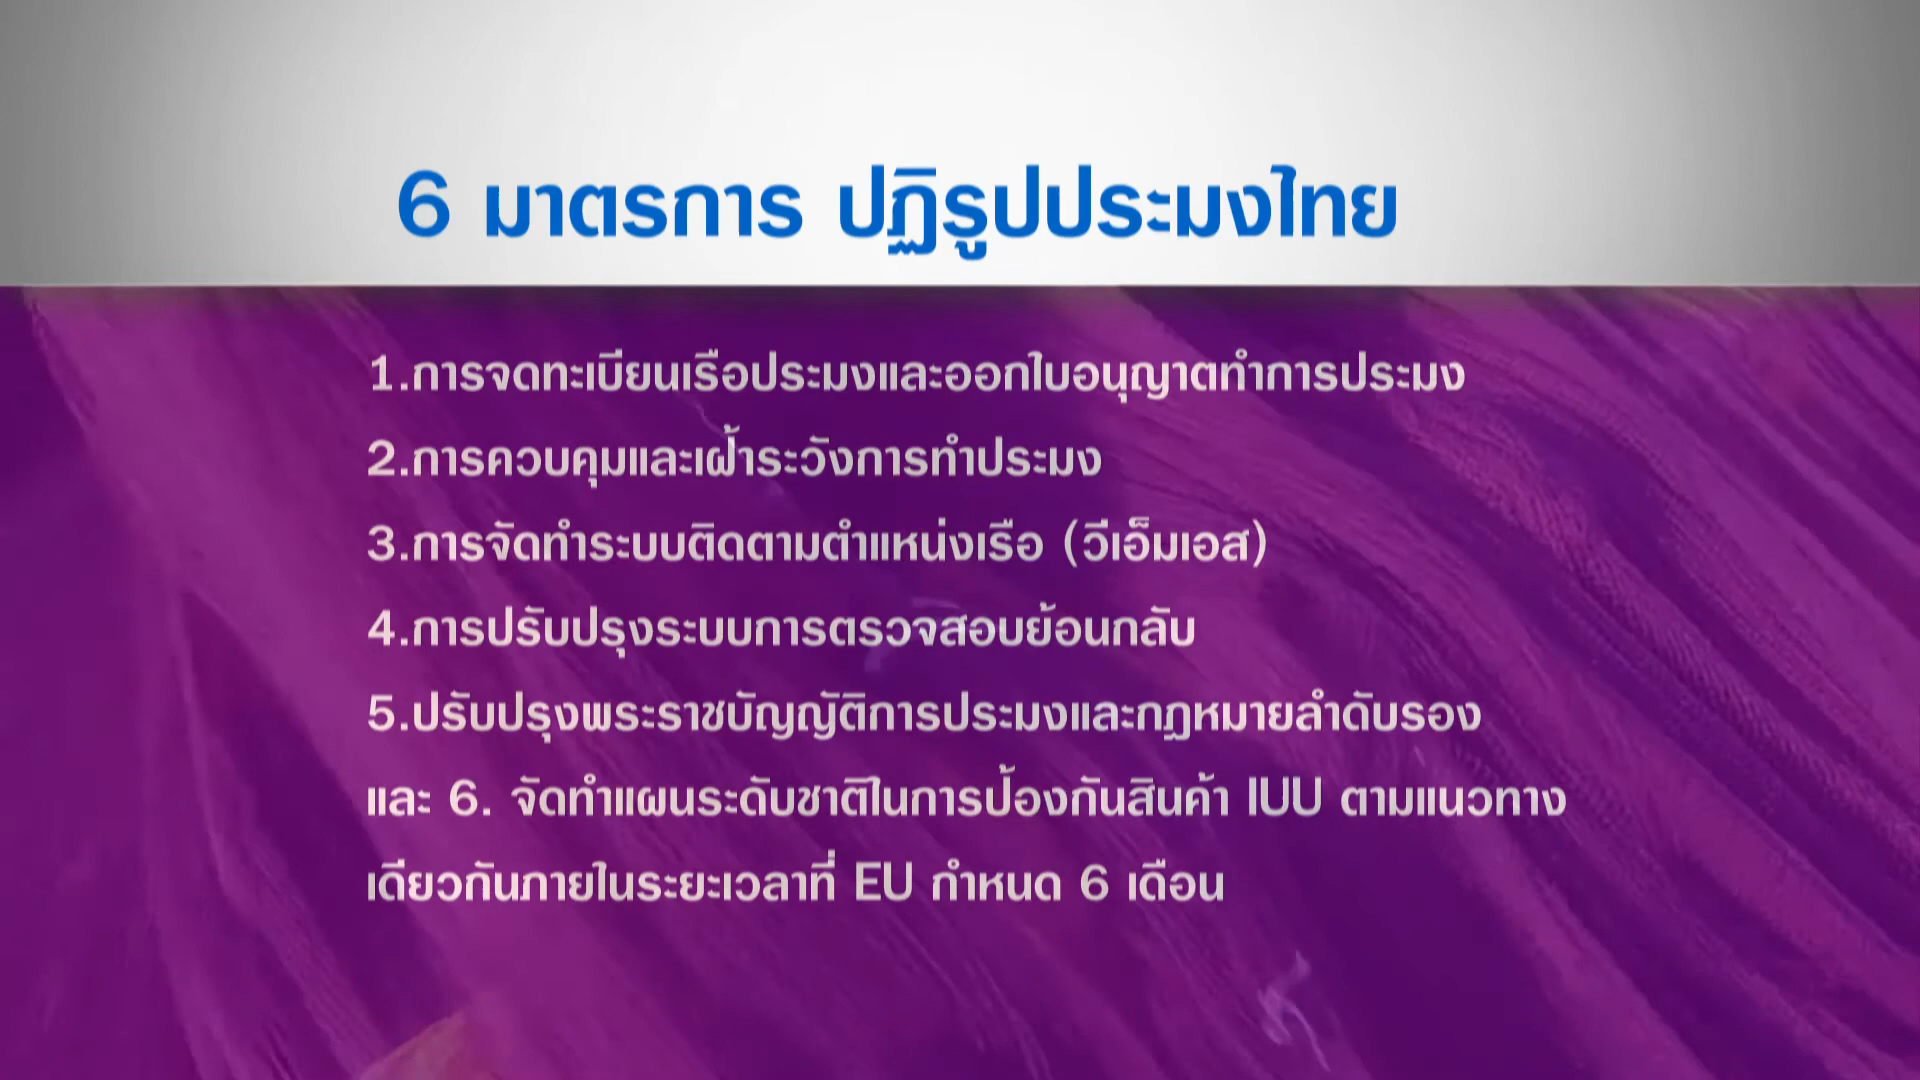 6 มาตรการ ปฏิรูปประมงไทย
1.การจดทะเบียนเรือประมงและออกใบอนุญาตทำการประมง
2.การควบคุมและเฝ้าระวังการทำประมง
3.การจัดทำระบบติดตามตำแหน่งเรือ (วีเอ็มเอส)
4.การปรับปรุงระบบการตรวจสอบย้อนกลับ
5.ปรับปรุงพระราชบัญญัติการประมงและกฎหมายลำดับรอง
และ 6. จัดทำแผนระดับชาติในการป้องกันสินค้า IUU ตามแนวทาง
เดียวกันภายในระยะเวลาที่ EU กำหนด 6 เดือน